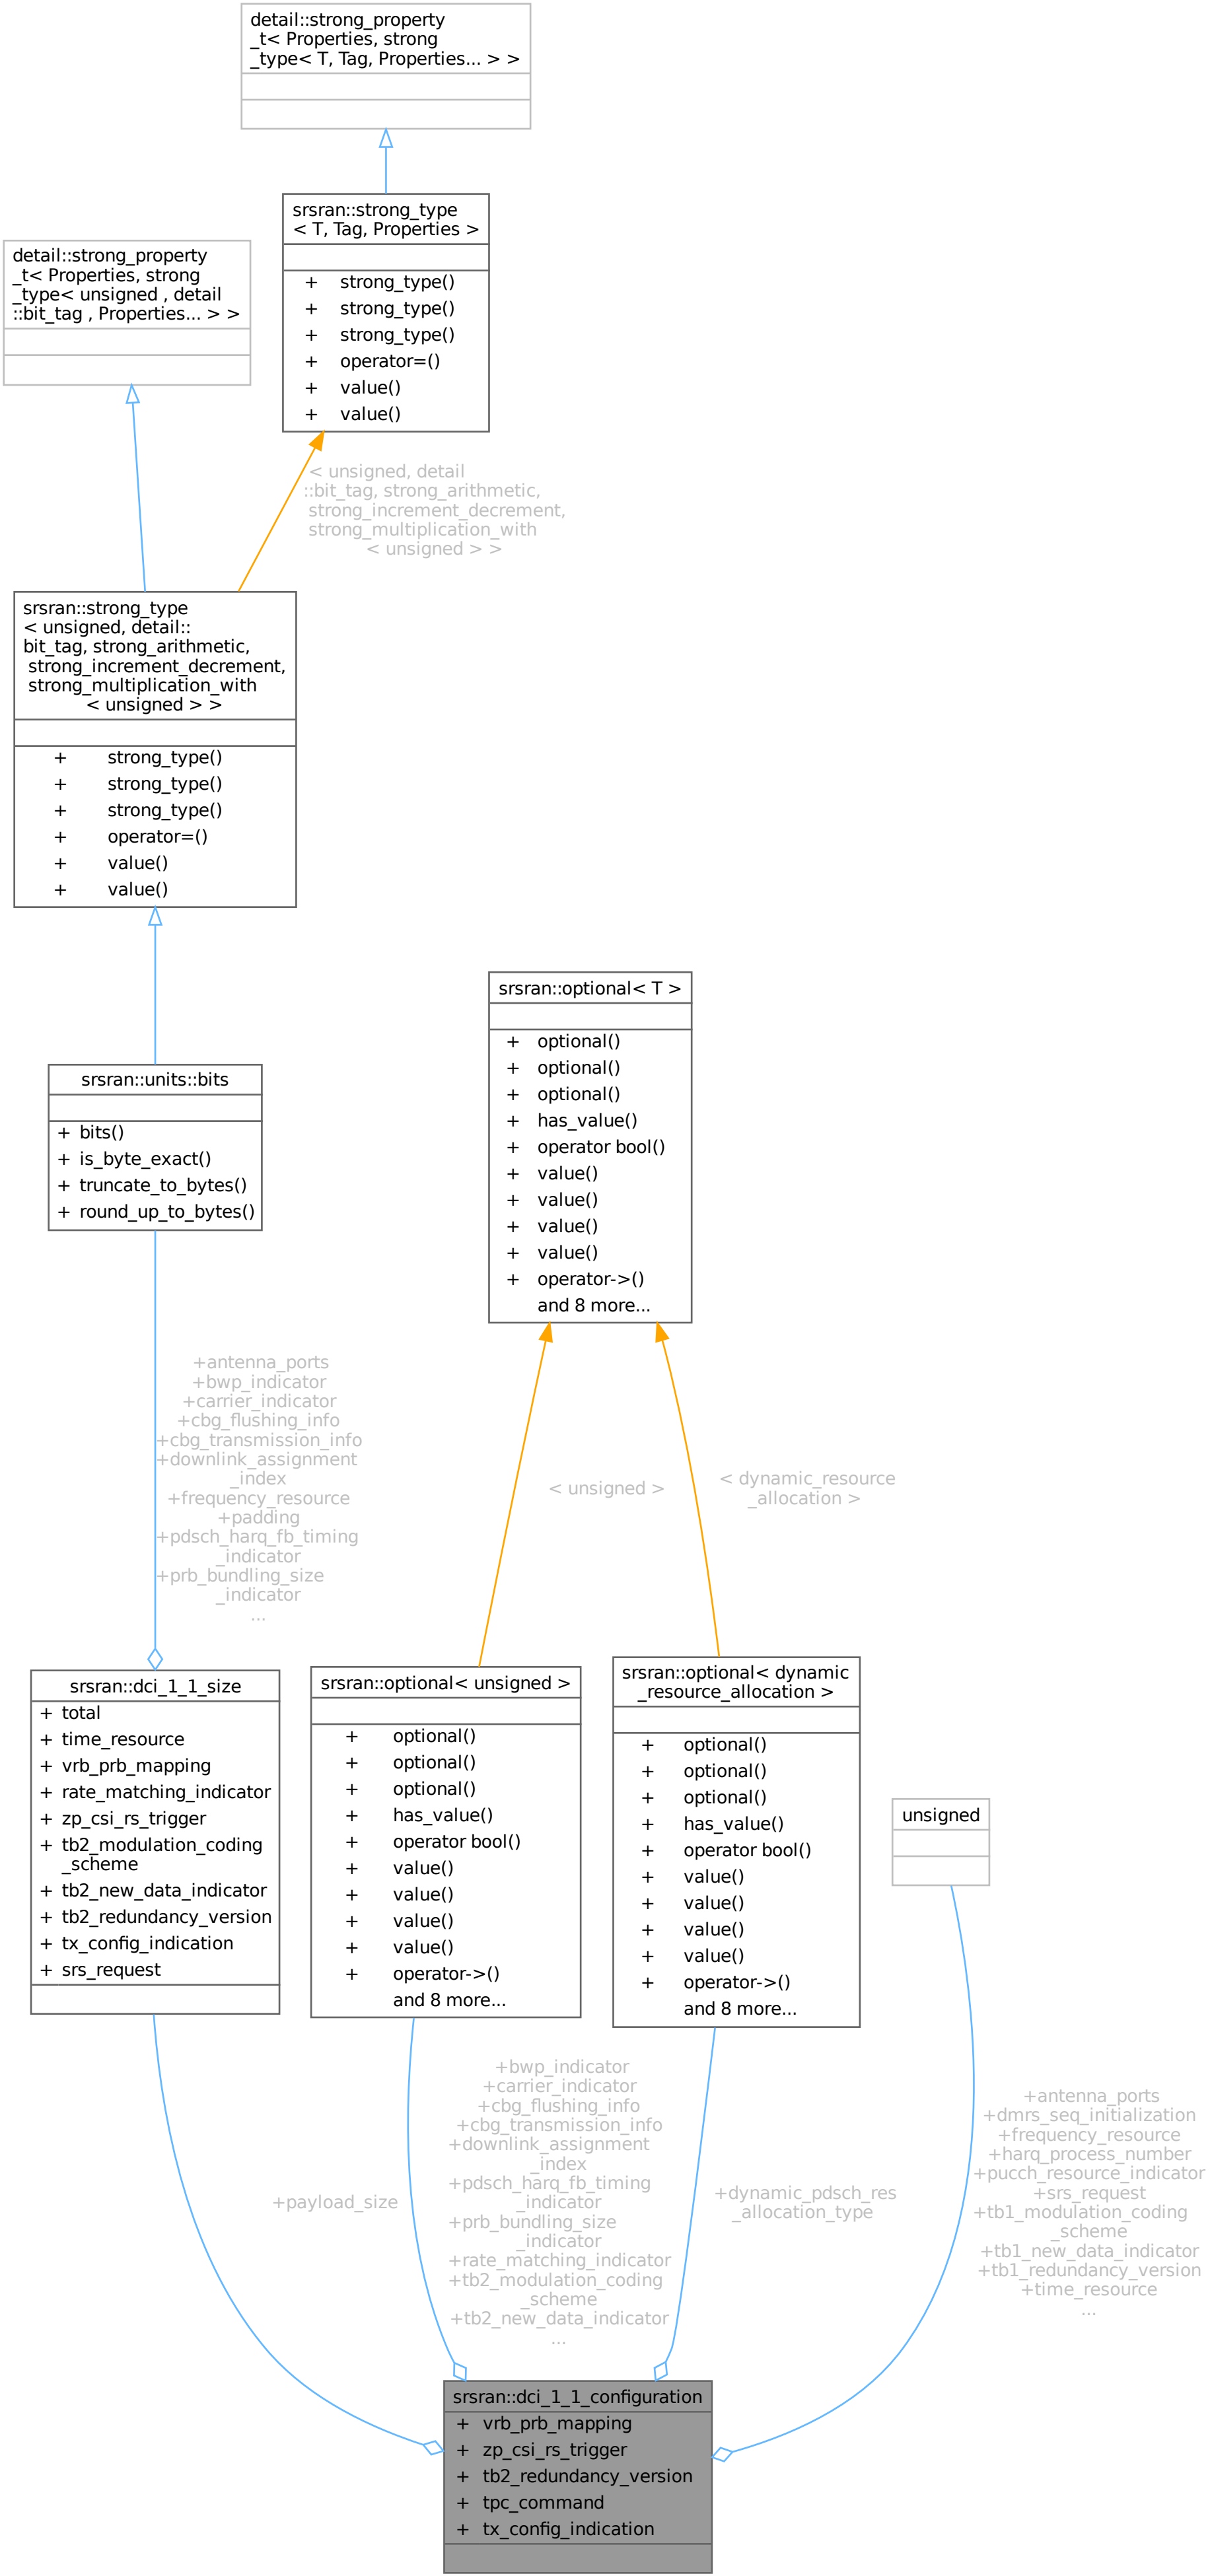 detail::strong_property
_t< Properties, strong
_type< T, Tag, Properties... > >
srsran::strong_type
< T, Tag, Properties >
+ strong_type()
+ strong_type()
+ strong_type()
+ operator=()
+ value()
+ value()
detail::strong_property
_t< Properties, strong
_type< unsigned , detail
::bit_tag , Properties... > >
< unsigned, detail
::bit_tag, strong_arithmetic,
strong_increment_decrement,
strong_multiplication_with
< unsigned > >
srsran::strong_type
< unsigned, detail::
bit_tag, strong_arithmetic,
strong_increment_decrement,
strong_multiplication_with
< unsigned > >
+ strong_type()
+ strong_type()
+ strong_type()
+ operator=()
+ value()
+ value()
srsran::units::bits
+ bits()
+ is_byte_exact()
+ truncate_to_bytes()
+ round_up_to_bytes()
srsran::optional< T >
+ optional()
+ optional()
+ optional()
+ has_value()
+ operator bool()
+ value()
+ value()
+ value()
+ value()
+ operator->()
and 8 more...
+antenna_ports
+bwp_indicator
+carrier_indicator
+cbg_flushing_info
+cbg_transmission_info
+downlink_assignment
_index
+frequency_resource
+padding
+pdsch_harq_fb_timing
_indicator
+prb_bundling_size
_indicator
...
< unsigned >
< dynamic_resource
_allocation >
srsran::dci_1_1_size
+ total
+ time_resource
+ vrb_prb_mapping
+ rate_matching_indicator
+ zp_csi_rs_trigger
+ tb2_modulation_coding
_scheme
+ tb2_new_data_indicator
+ tb2_redundancy_version
+ tx_config_indication
+ srs_request
srsran::optional< unsigned >
+ optional()
+ optional()
+ optional()
+ has_value()
+ operator bool()
+ value()
+ value()
+ value()
+ value()
+ operator->()
and 8 more...
srsran::optional< dynamic
_resource_allocation >
+ optional()
+ optional()
+ optional()
+ has_value()
+ operator bool()
+ value()
+ value()
+ value()
+ value()
+ operator->()
and 8 more...
unsigned
+payload_size
+bwp_indicator
+carrier_indicator
+cbg_flushing_info
+cbg_transmission_info
+downlink_assignment
_index
+pdsch_harq_fb_timing
_indicator
+prb_bundling_size
_indicator
+rate_matching_indicator
+tb2_modulation_coding
_scheme
+tb2_new_data_indicator
...
+dynamic_pdsch_res
_allocation_type
+antenna_ports
+dmrs_seq_initialization
+frequency_resource
+harq_process_number
+pucch_resource_indicator
+srs_request
+tb1_modulation_coding
_scheme
+tb1_new_data_indicator
+tb1_redundancy_version
+time_resource
...
srsran::dci_1_1_configuration
+ vrb_prb_mapping
+ zp_csi_rs_trigger
+ tb2_redundancy_version
+ tpc_command
+ tx_config_indication